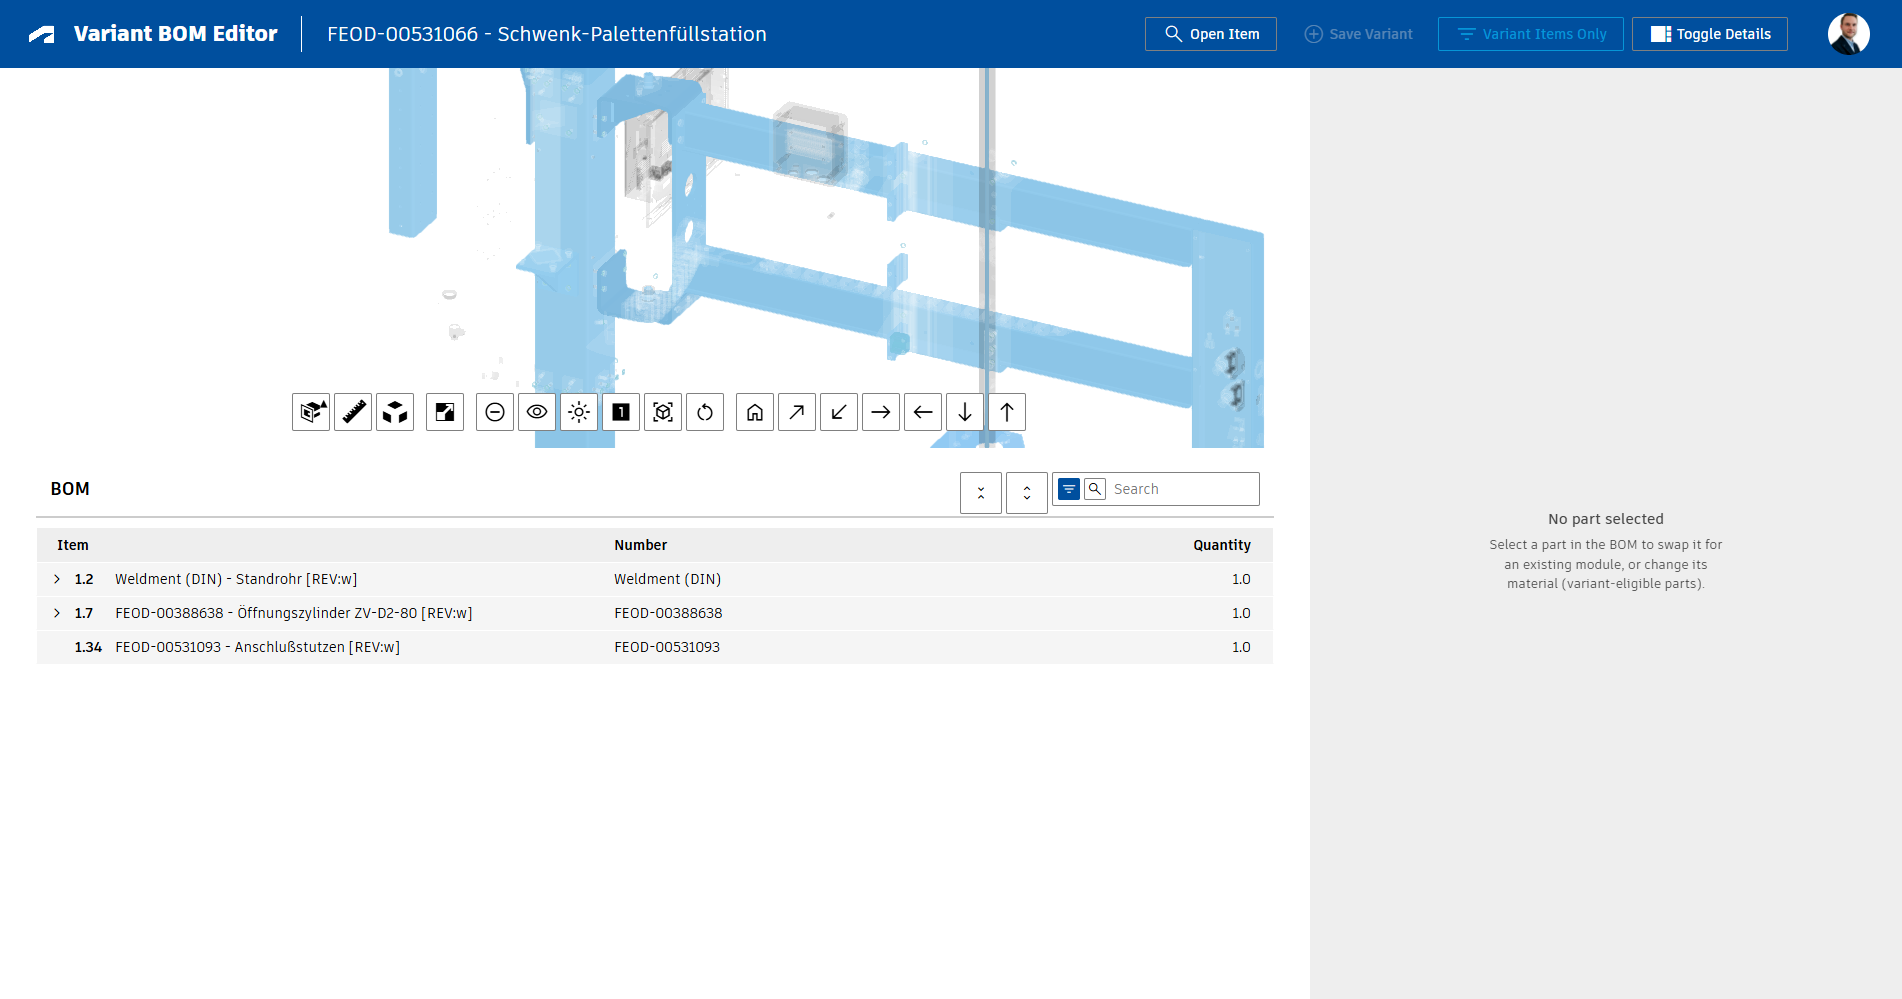 Variant BOM Editor
FEOD-00531066 - Schwenk-Palettenfüllstation
Open Item
Save Variant
Variant Items Only
Toggle Details
1
BOM
Search
Item Number Quantity
1.2 Weldment (DIN) - Standrohr [REV:w] Weldment (DIN) 1.0
1.7 FEOD-00388638 - Öffnungszylinder ZV-D2-80 [REV:w] FEOD-00388638 1.0
1.34 FEOD-00531093 - Anschlußstutzen [REV:w] FEOD-00531093 1.0
No part selected
Select a part in the BOM to swap it for
an existing module, or change its
material (variant-eligible parts).